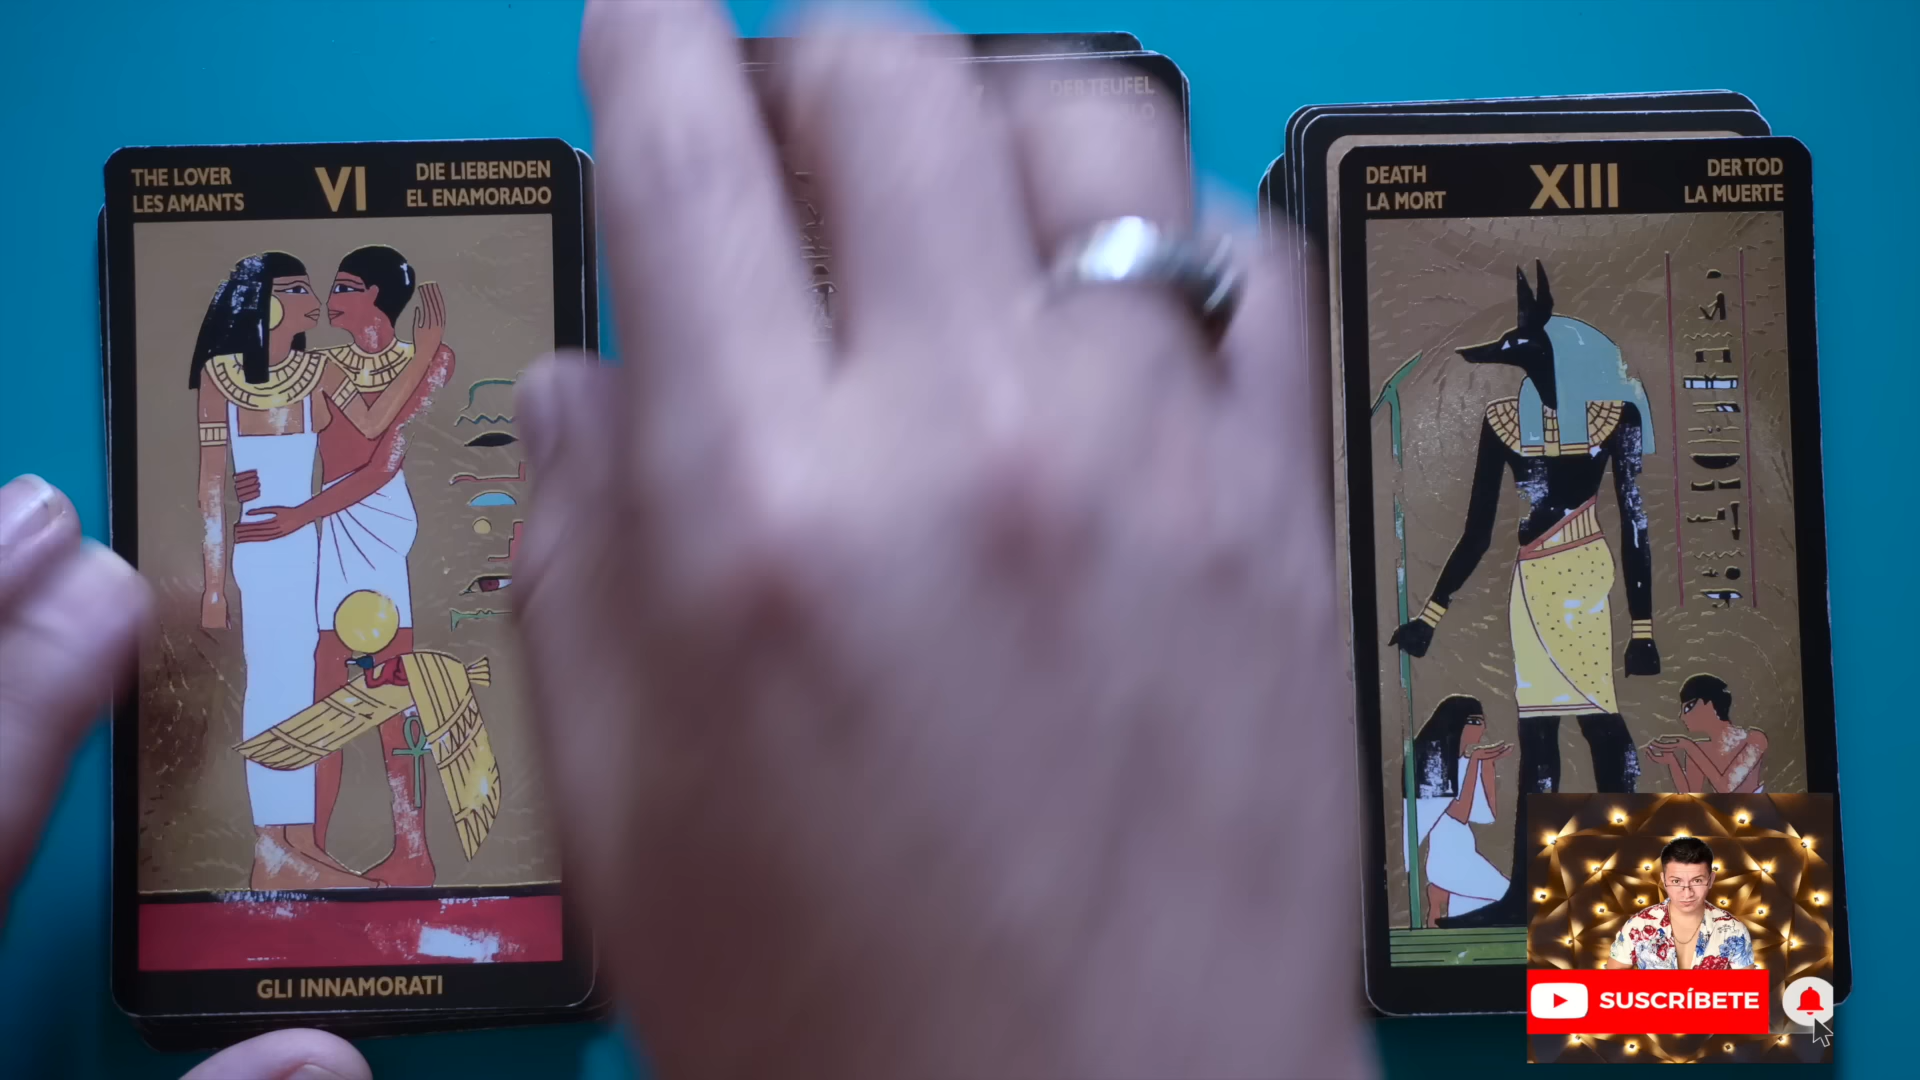 THE LOVER
LES AMANTS
VI
DIE LIEBENDEN
EL ENAMORADO
GLI INNAMORATI
DER TEUFEL
DEATH
LA MORT
XIII
DER TOD
LA MUERTE
SUSCRÍBETE